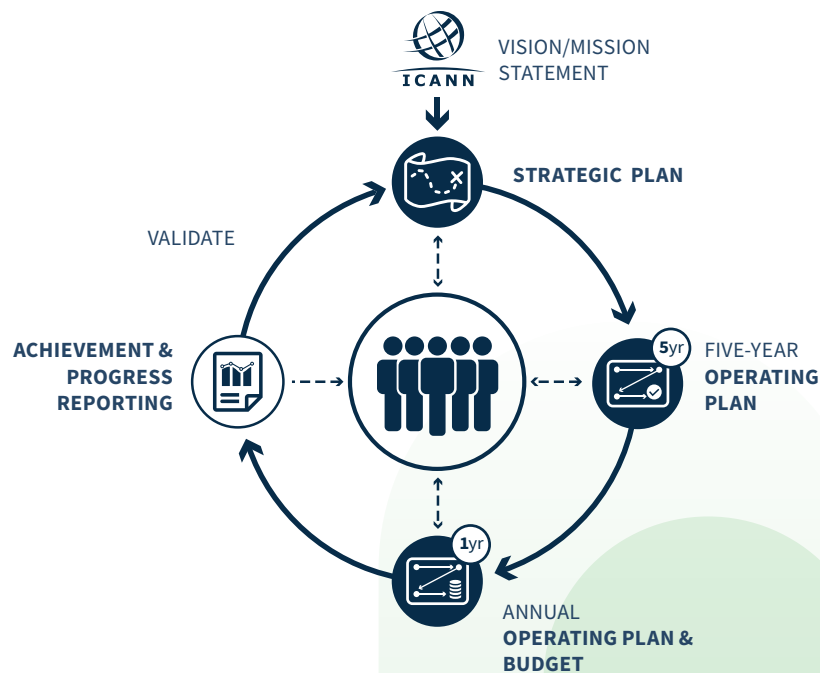 VISION/MISSION
STATEMENT
ICANN
STRATEGIC PLAN
VALIDATE
ACHIEVEMENT &
PROGRESS
REPORTING
5yr
FIVE-YEAR
OPERATING
PLAN
1yr
ANNUAL
OPERATING PLAN &
BUDGET